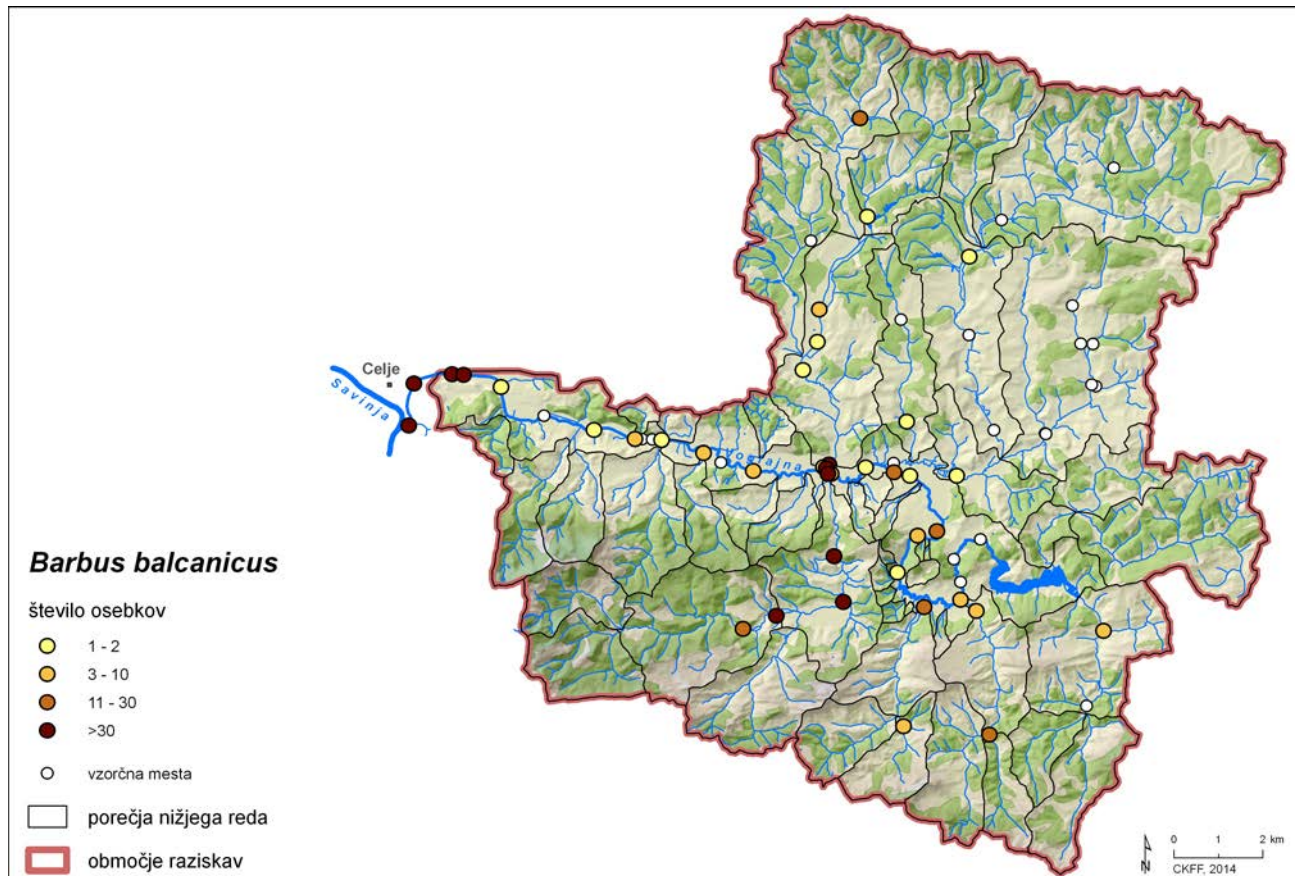 Celje
Savinja
Voglajna
Barbus balcanicus
število osebkov
1 - 2
3 - 10
11 - 30
>30
vzorčna mesta
porečja nižjega reda
območje raziskav
N
0 1 2 km
CKFF, 2014